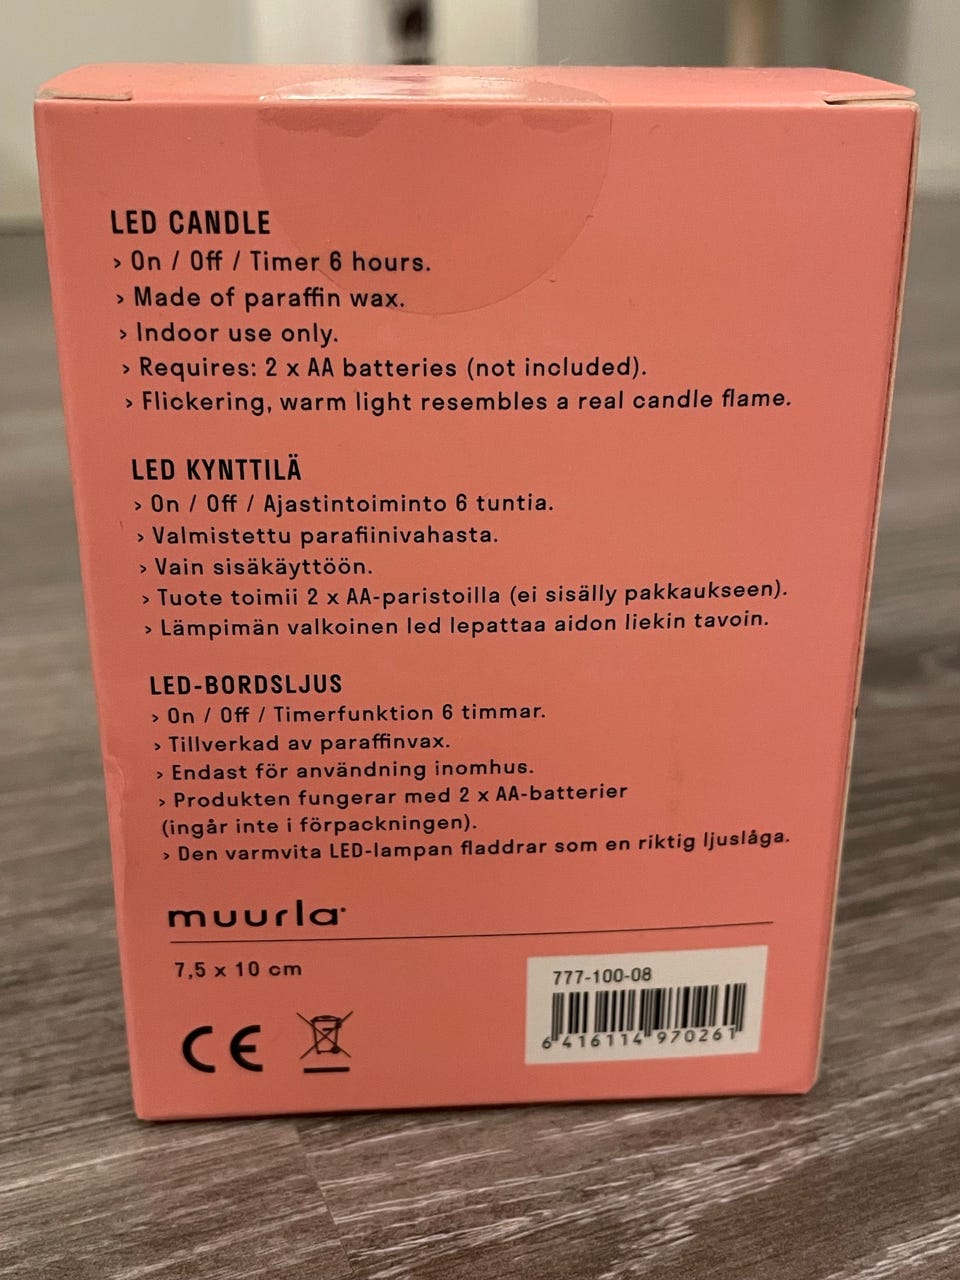 LED CANDLE
› On / Off / Timer 6 hours.
› Made of paraffin wax.
› Indoor use only.
› Requires: 2 x AA batteries (not included).
› Flickering, warm light resembles a real candle flame.
LED KYNTTILÄ
› On / Off / Ajastintoiminto 6 tuntia.
› Valmistettu parafiinivahasta.
› Vain sisäkäyttöön.
› Tuote toimii 2 x AA-paristoilla (ei sisälly pakkaukseen).
› Lämpimän valkoinen led lepattaa aidon liekin tavoin.
LED-BORDSLJUS
› On / Off / Timerfunktion 6 timmar.
› Tillverkad av paraffinvax.
› Endast för användning inomhus.
› Produkten fungerar med 2 x AA-batterier
(ingår inte i förpackningen).
› Den varmvita LED-lampan fladdrar som en riktig ljuslåga.
muurla
7,5 x 10 cm
777-100-08
6 416114 970261
CE